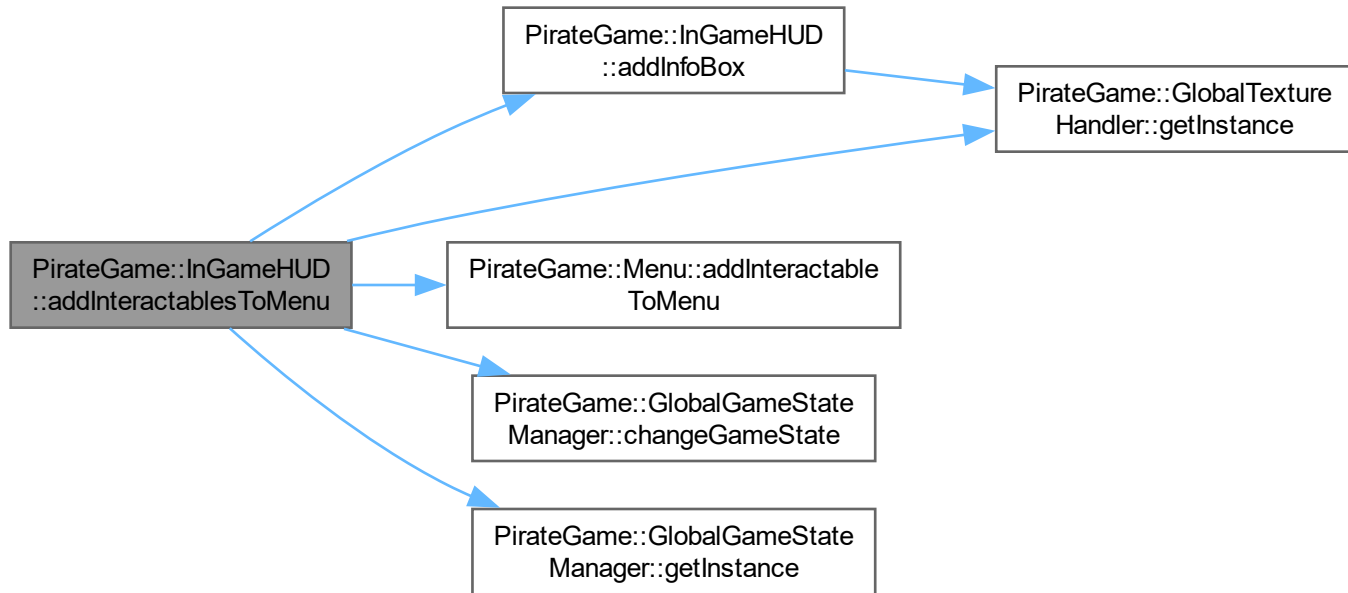 PirateGame::InGameHUD
::addInfoBox
PirateGame::GlobalTexture
Handler::getInstance
PirateGame::InGameHUD
::addInteractablesToMenu
PirateGame::Menu::addInteractable
ToMenu
PirateGame::GlobalGameState
Manager::changeGameState
PirateGame::GlobalGameState
Manager::getInstance